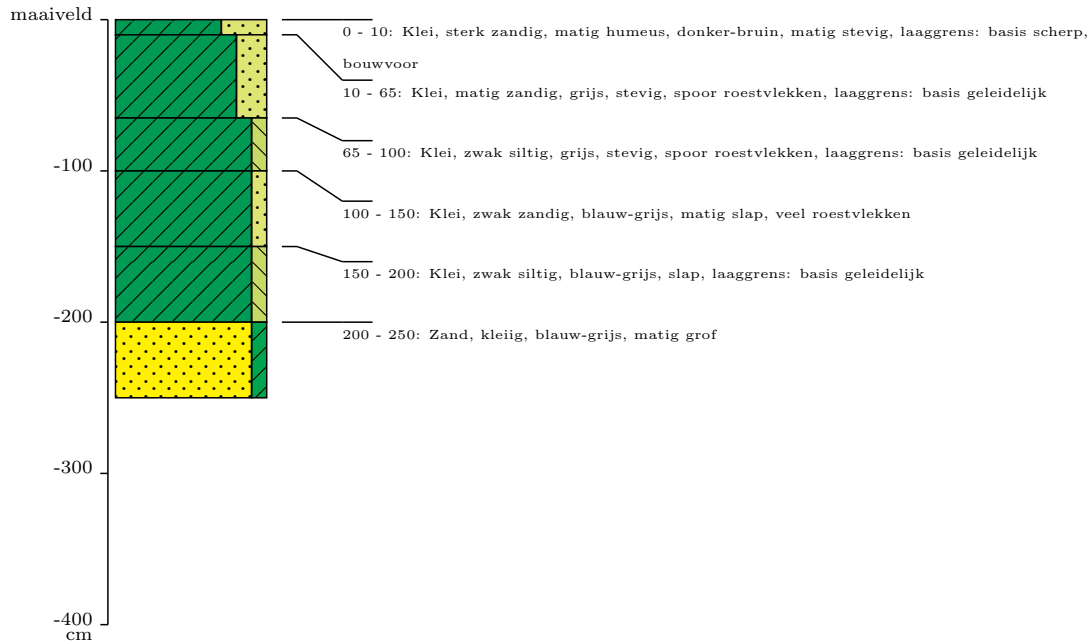 maaiveld
0 - 10: Klei, sterk zandig, matig humeus, donker-bruin, matig stevig, laaggrens: basis scherp,
bouwvoor
10 - 65: Klei, matig zandig, grijs, stevig, spoor roestvlekken, laaggrens: basis geleidelijk
65 - 100: Klei, zwak siltig, grijs, stevig, spoor roestvlekken, laaggrens: basis geleidelijk
-100
100 - 150: Klei, zwak zandig, blauw-grijs, matig slap, veel roestvlekken
150 - 200: Klei, zwak siltig, blauw-grijs, slap, laaggrens: basis geleidelijk
-200
200 - 250: Zand, kleiig, blauw-grijs, matig grof
-300
-400
cm